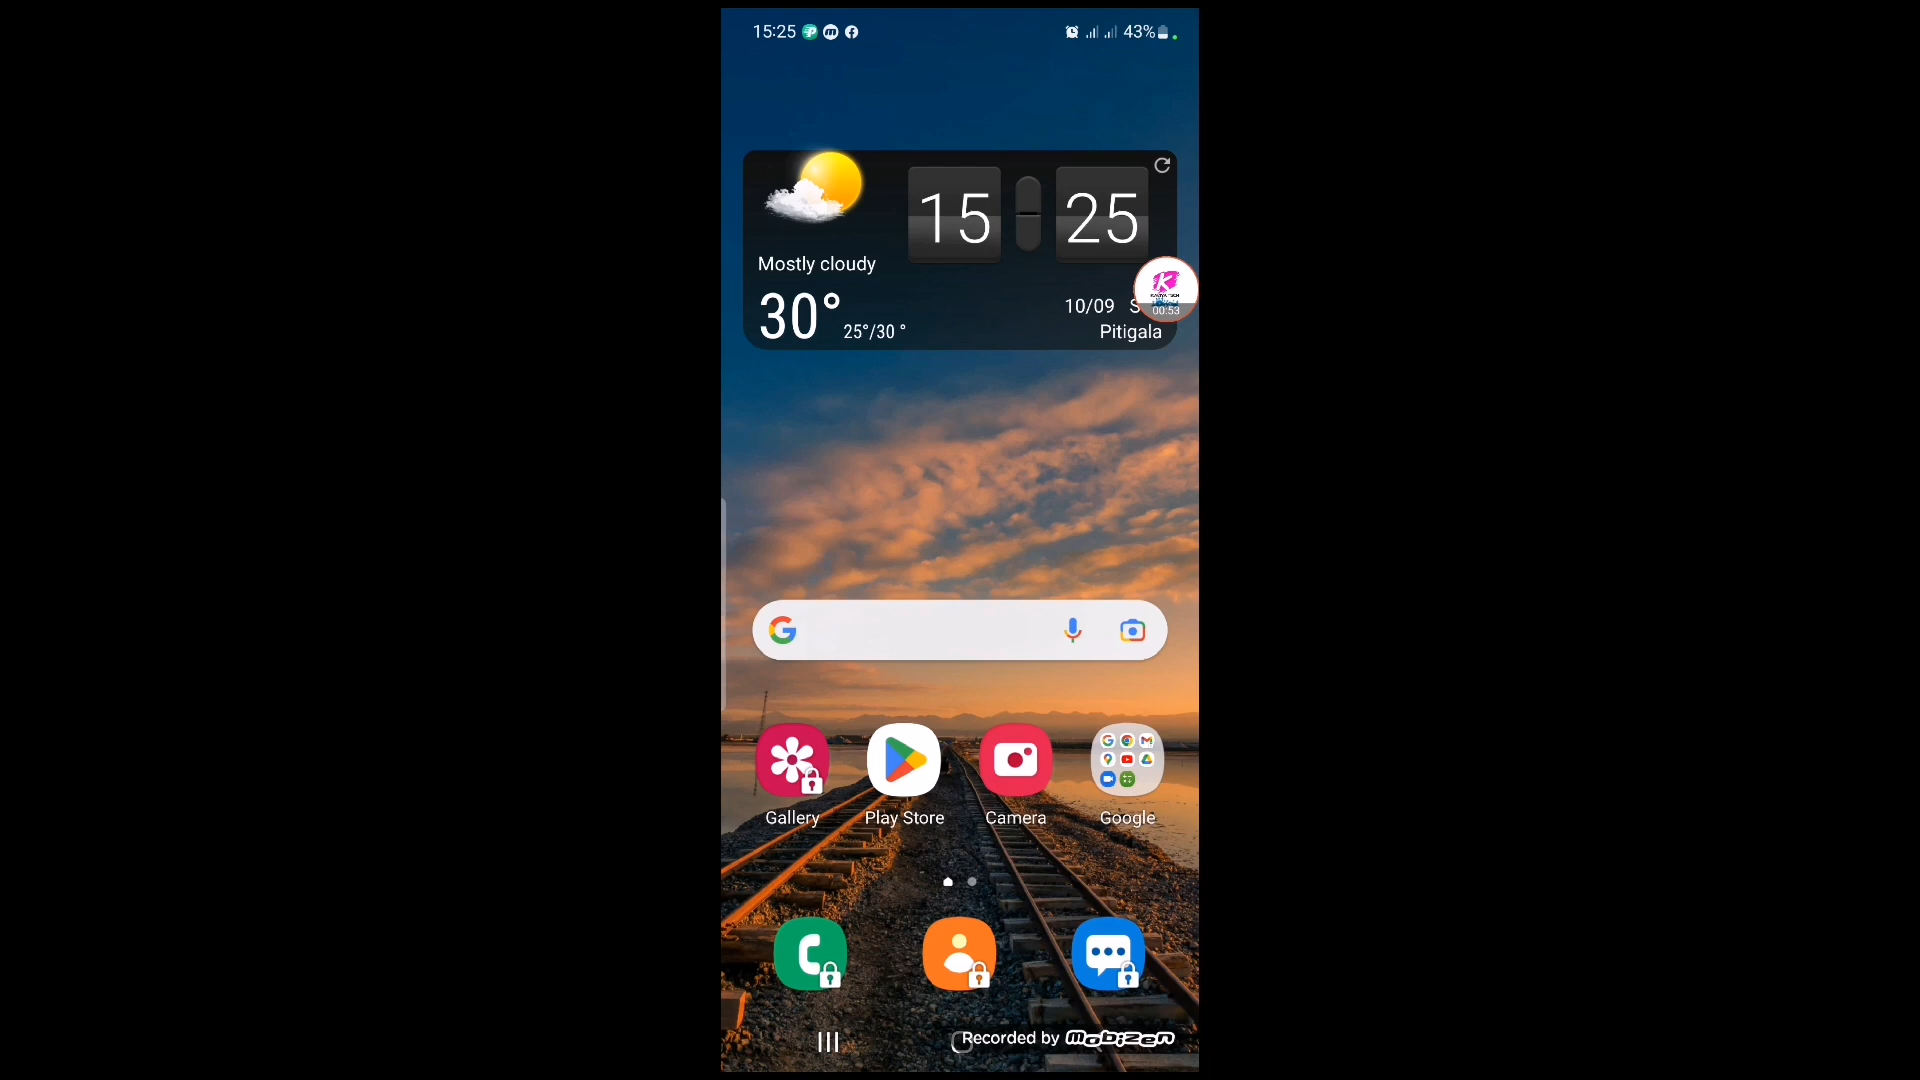 15:25
43%
15 25
Mostly cloudy
30° 25°/30 °
10/09
Pitigala
00:53
Gallery
Play Store
Camera
Google
Recorded by mobizen